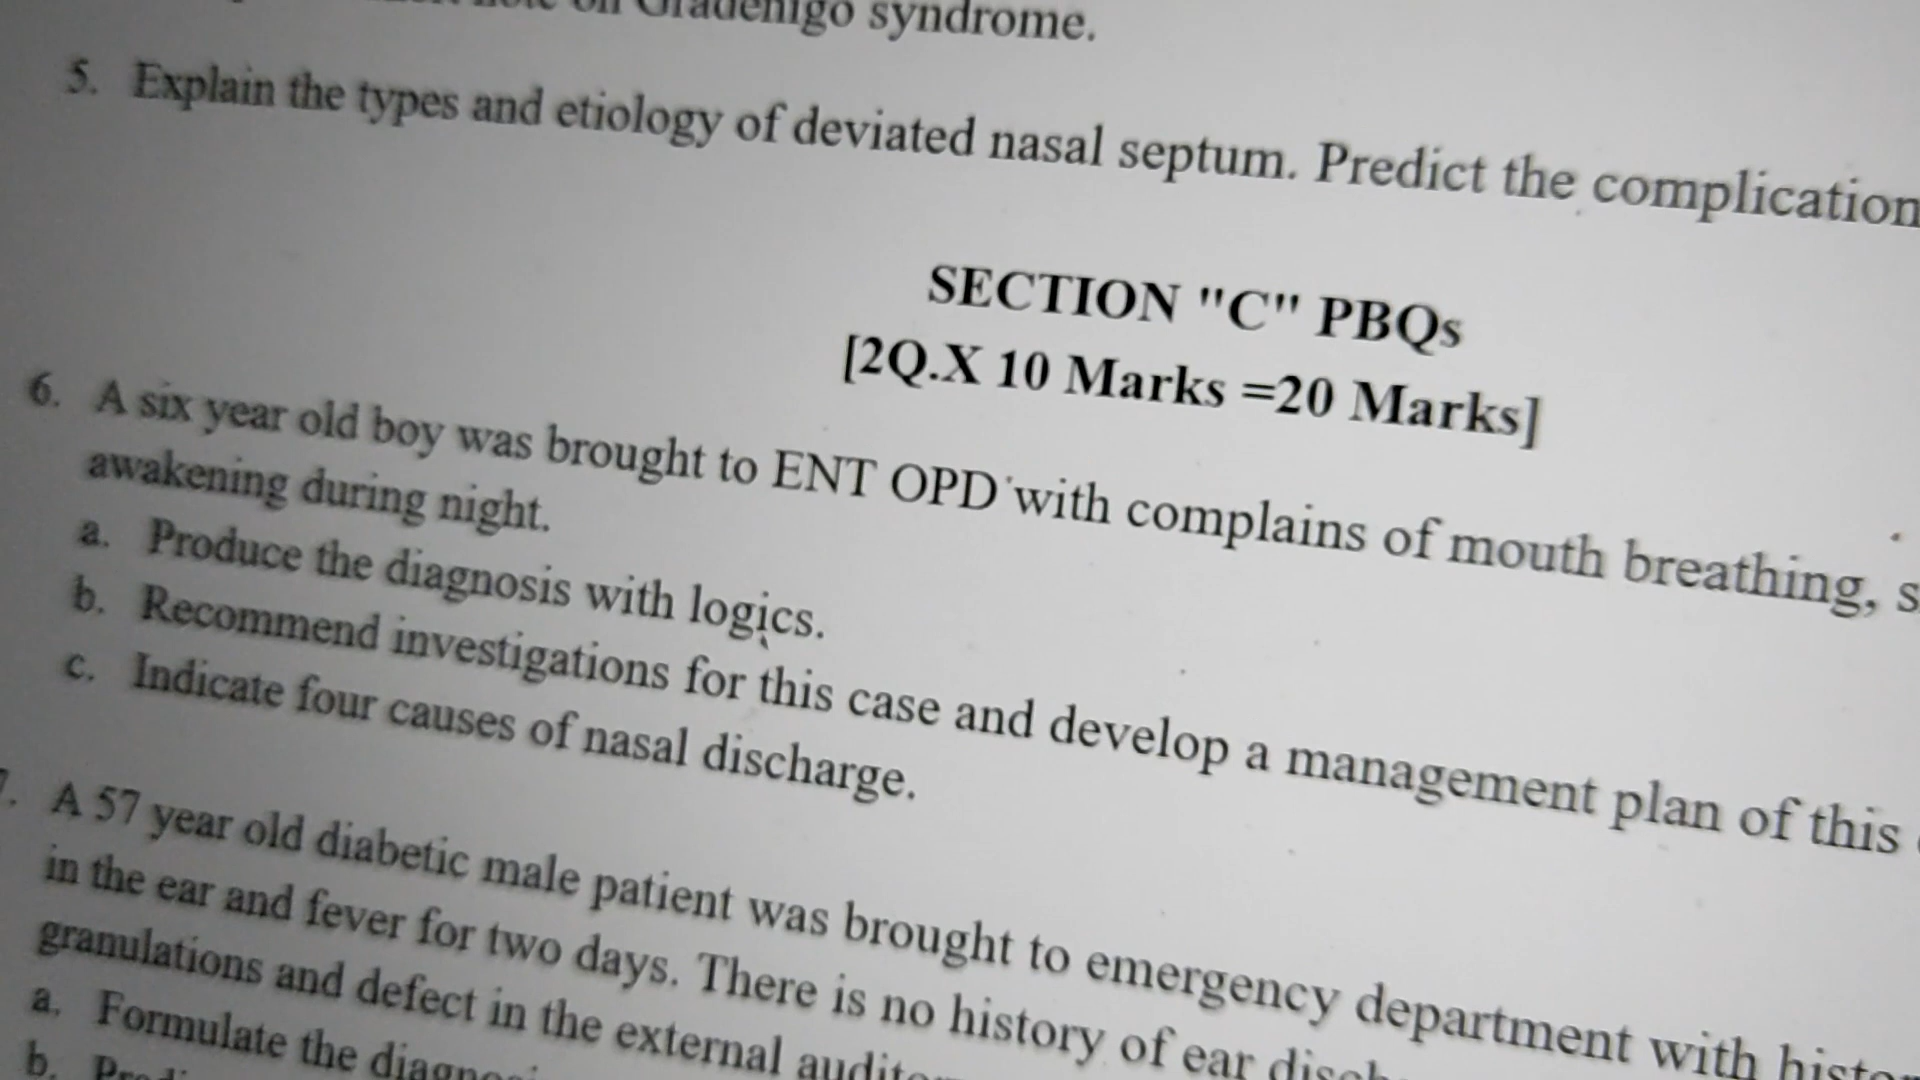 on Gradenigo syndrome.
5. Explain the types and etiology of deviated nasal septum. Predict the complication
SECTION "C" PBQs
[2Q.X 10 Marks =20 Marks]
6. A six year old boy was brought to ENT OPD with complains of mouth breathing, s
awakening during night.
a. Produce the diagnosis with logics.
b. Recommend investigations for this case and develop a management plan of this
c. Indicate four causes of nasal discharge.
7. A 57 year old diabetic male patient was brought to emergency department with
in the ear and fever for two days. There is no history of ear
granulations and defect in the external
a. Formulate the
b.